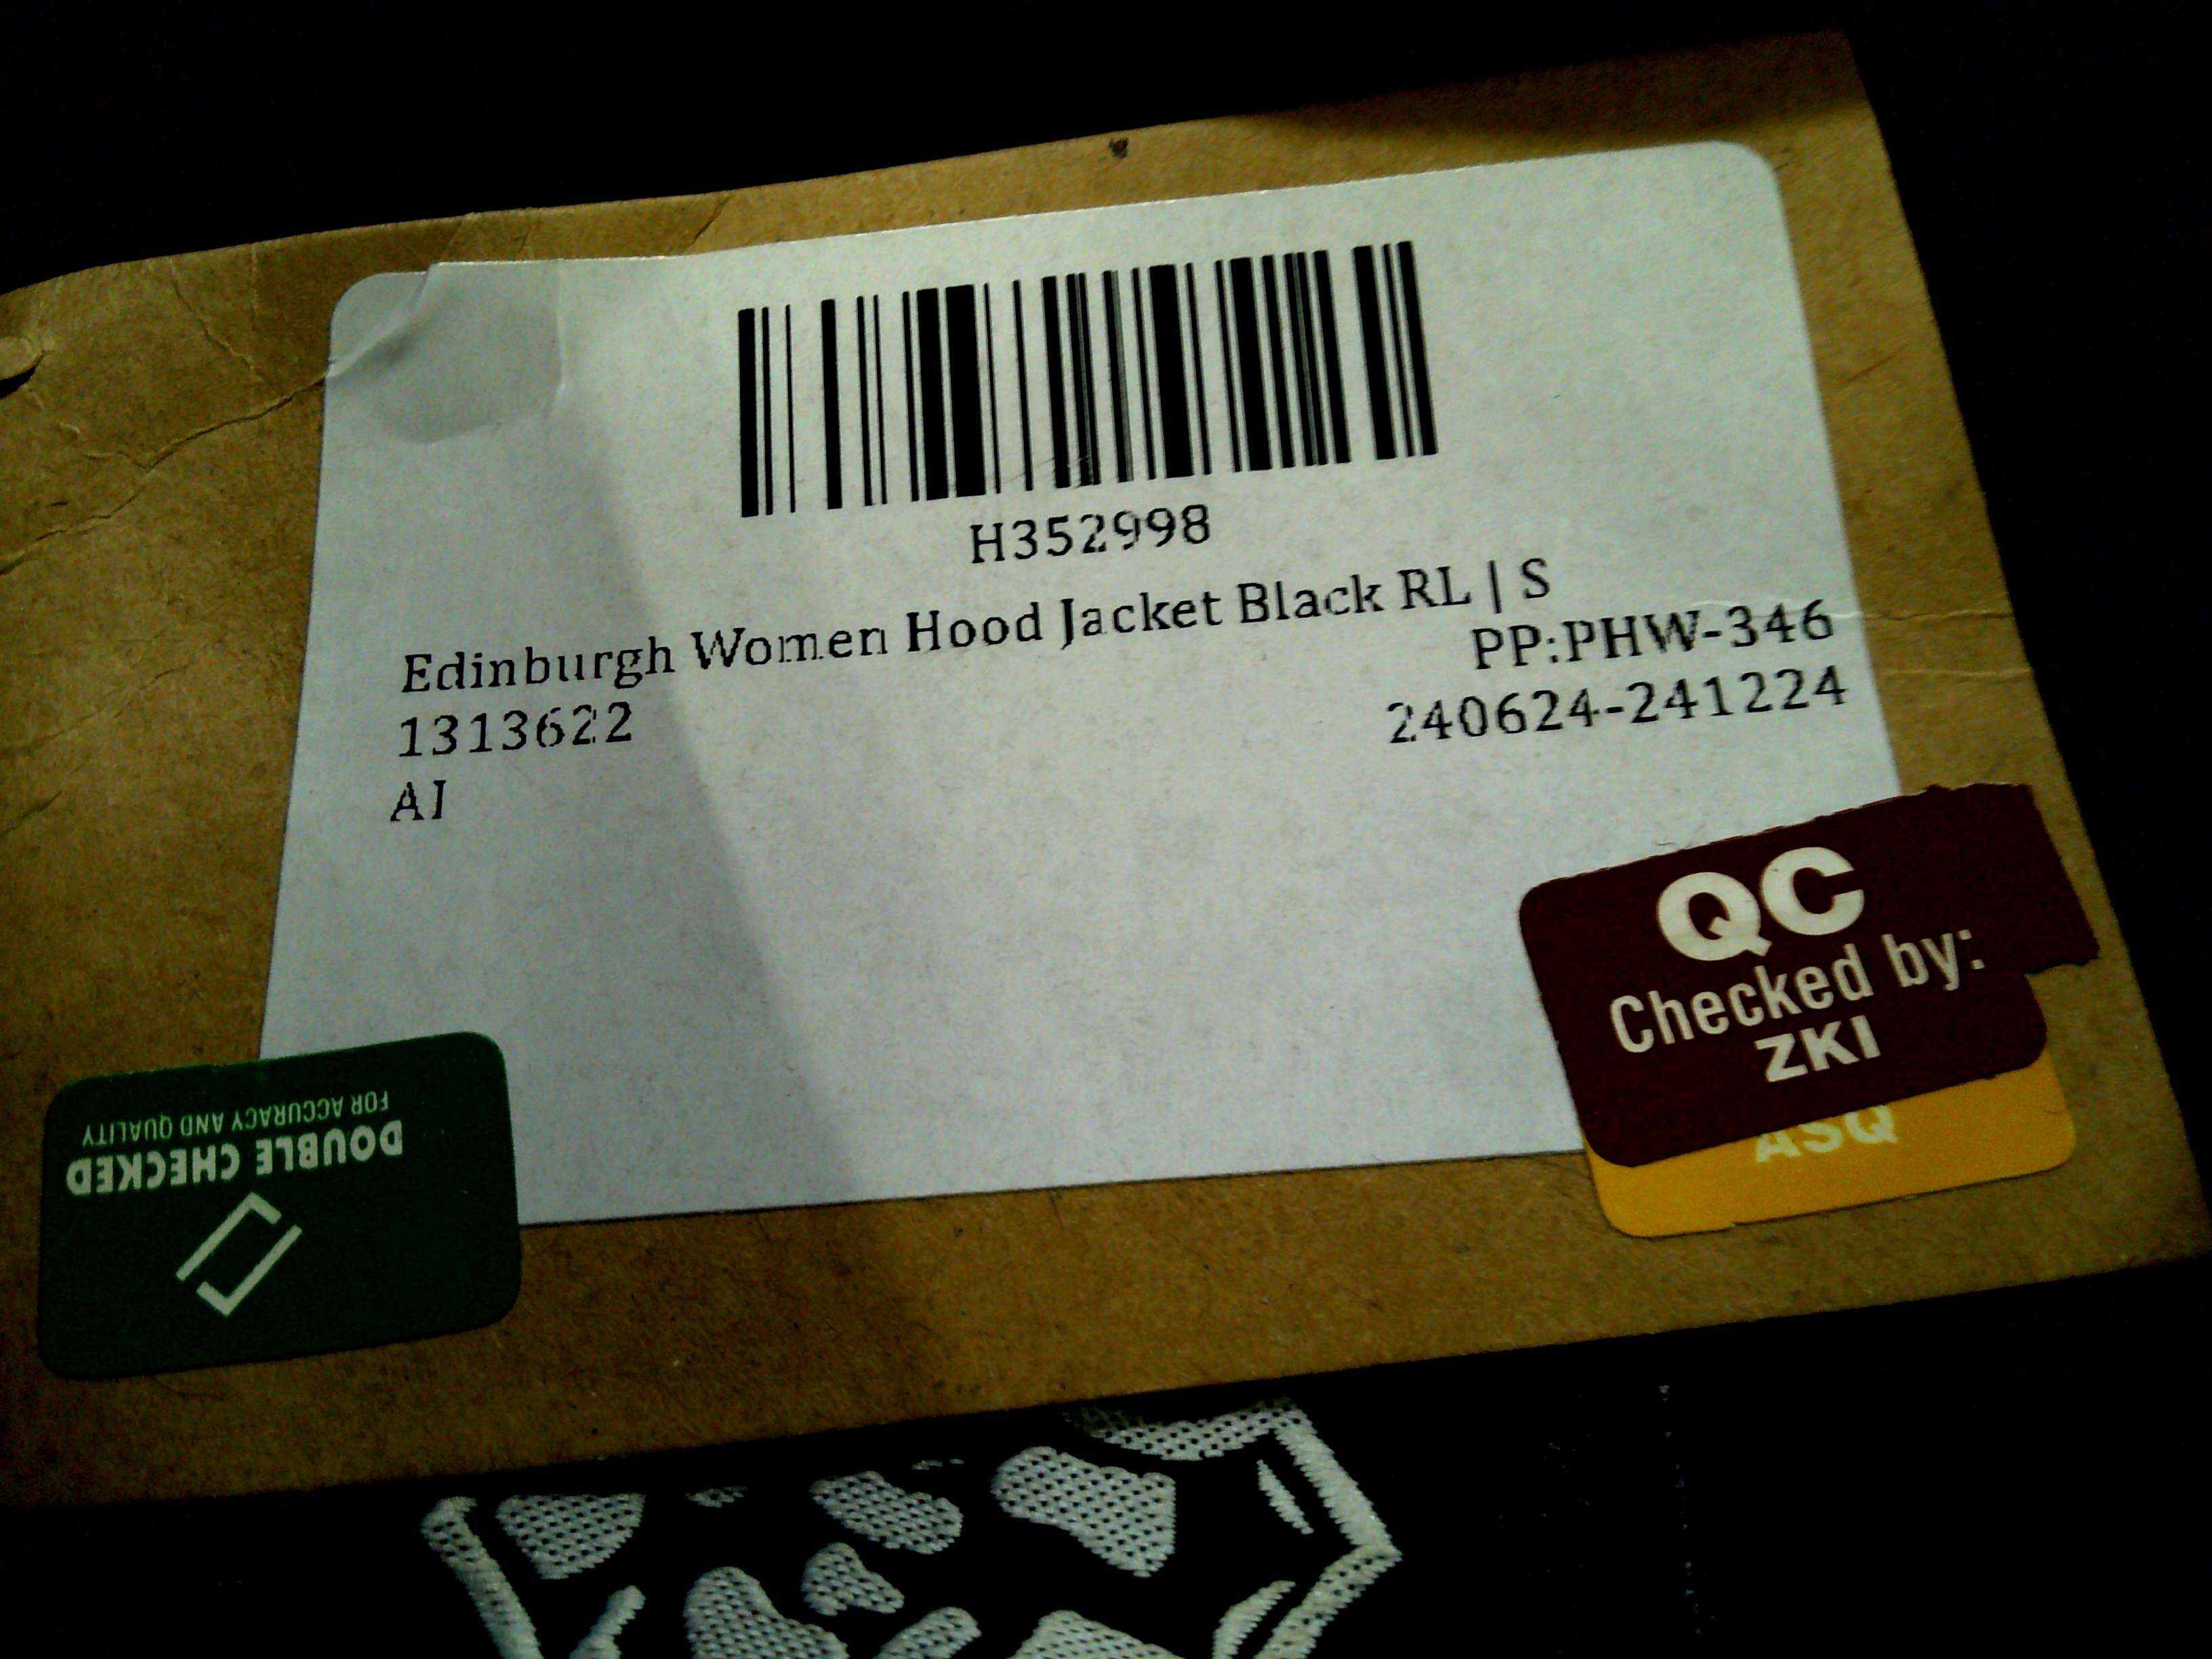 H352998
Edinburgh Women Hood Jacket Black RL | S
PP:PHW-346
1313622
240624-241224
AI
QC
Checked by:
ZKI
ASQ
DOUBLE CHECKED
FOR ACCURACY AND QUALITY